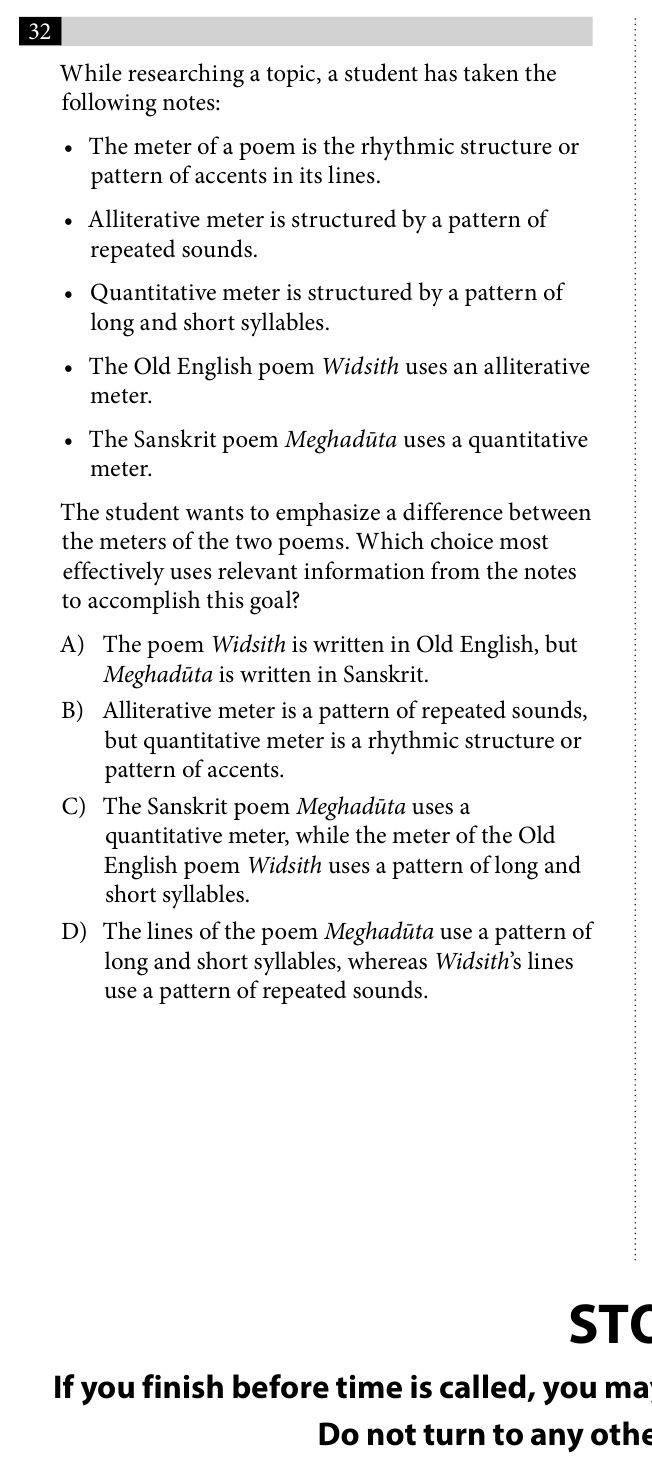 32
While researching a topic, a student has taken the
following notes:
• The meter of a poem is the rhythmic structure or
pattern of accents in its lines.
• Alliterative meter is structured by a pattern of
repeated sounds.
• Quantitative meter is structured by a pattern of
long and short syllables.
• The Old English poem Widsith uses an alliterative
meter.
• The Sanskrit poem Meghadūta uses a quantitative
meter.
The student wants to emphasize a difference between
the meters of the two poems. Which choice most
effectively uses relevant information from the notes
to accomplish this goal?
A) The poem Widsith is written in Old English, but
Meghadūta is written in Sanskrit.
B) Alliterative meter is a pattern of repeated sounds,
but quantitative meter is a rhythmic structure or
pattern of accents.
C) The Sanskrit poem Meghadūta uses a
quantitative meter, while the meter of the Old
English poem Widsith uses a pattern of long and
short syllables.
D) The lines of the poem Meghadūta use a pattern of
long and short syllables, whereas Widsith’s lines
use a pattern of repeated sounds.
STO
If you finish before time is called, you may
Do not turn to any othe